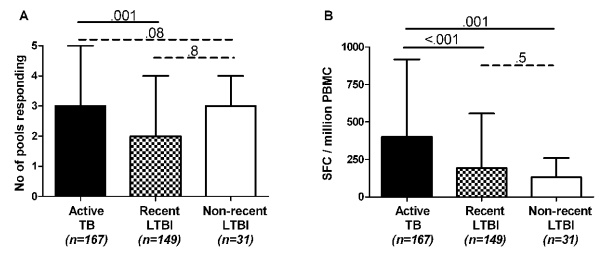 A
.001
.08
.8
No of pools responding
6
5
4
3
2
1
0
Active TB (n=167)
Recent LTBI (n=149)
Non-recent LTBI (n=31)
B
.001
<.001
.5
SFC / million PBMC
1000
750
500
250
0
Active TB (n=167)
Recent LTBI (n=149)
Non-recent LTBI (n=31)